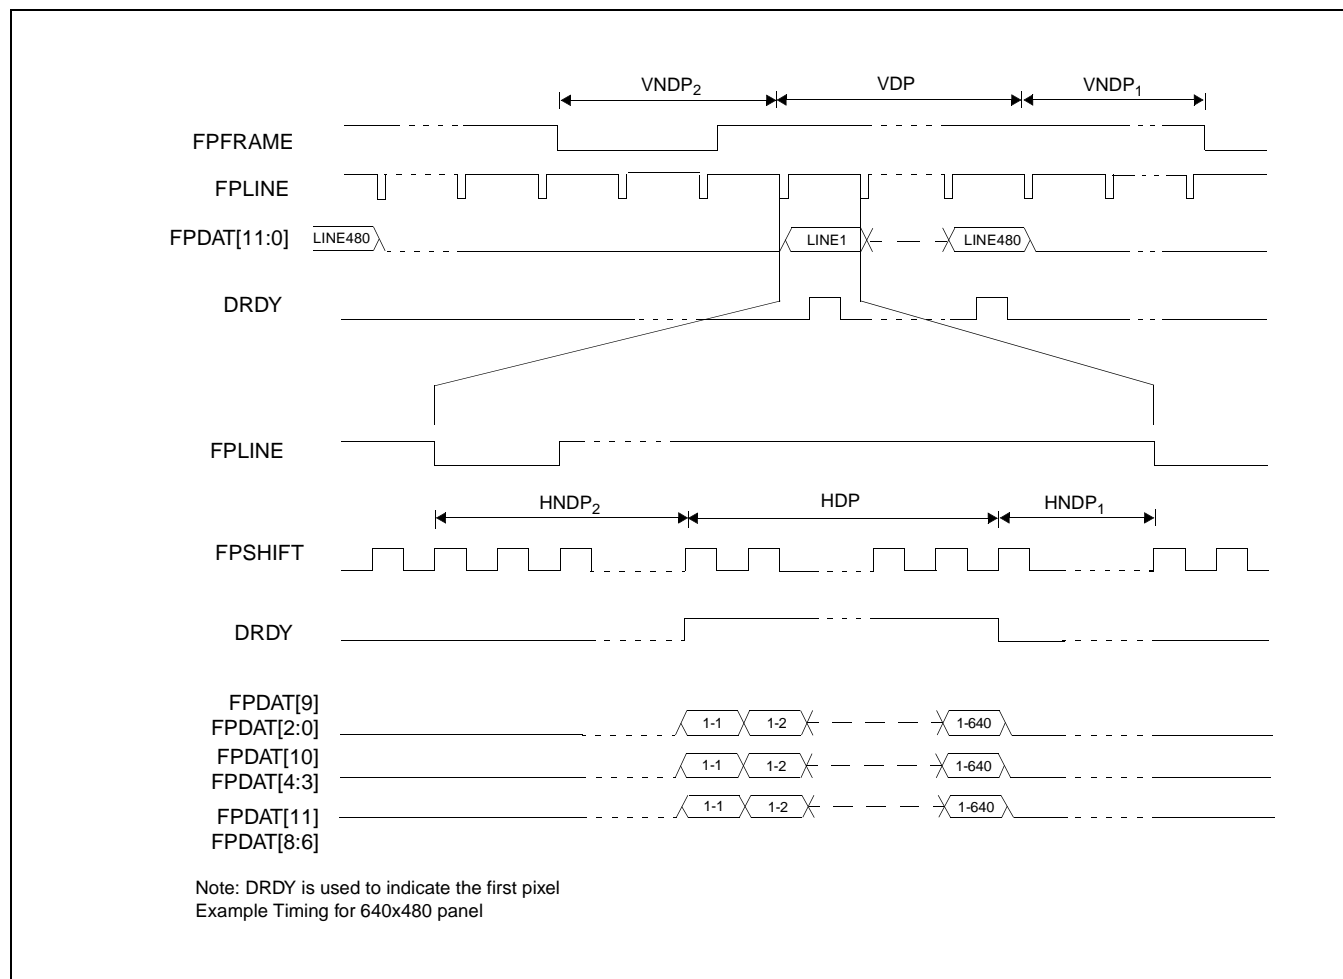 VNDP2 VDP VNDP1
FPFRAME
FPLINE
FPDAT[11:0] LINE480 LINE1 LINE480
DRDY
FPLINE
HNDP2 HDP HNDP1
FPSHIFT
DRDY
FPDAT[9]
FPDAT[2:0] 1-1 1-2 1-640
FPDAT[10]
FPDAT[4:3] 1-1 1-2 1-640
FPDAT[11] 1-1 1-2 1-640
FPDAT[8:6]
Note: DRDY is used to indicate the first pixel
Example Timing for 640x480 panel